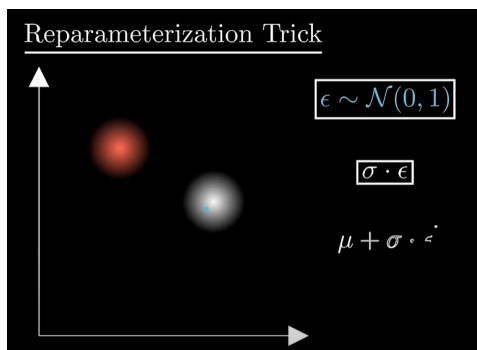 Reparameterization Trick
ϵ ∼ 𝒩(0, 1)
σ · ϵ
μ + σ ·